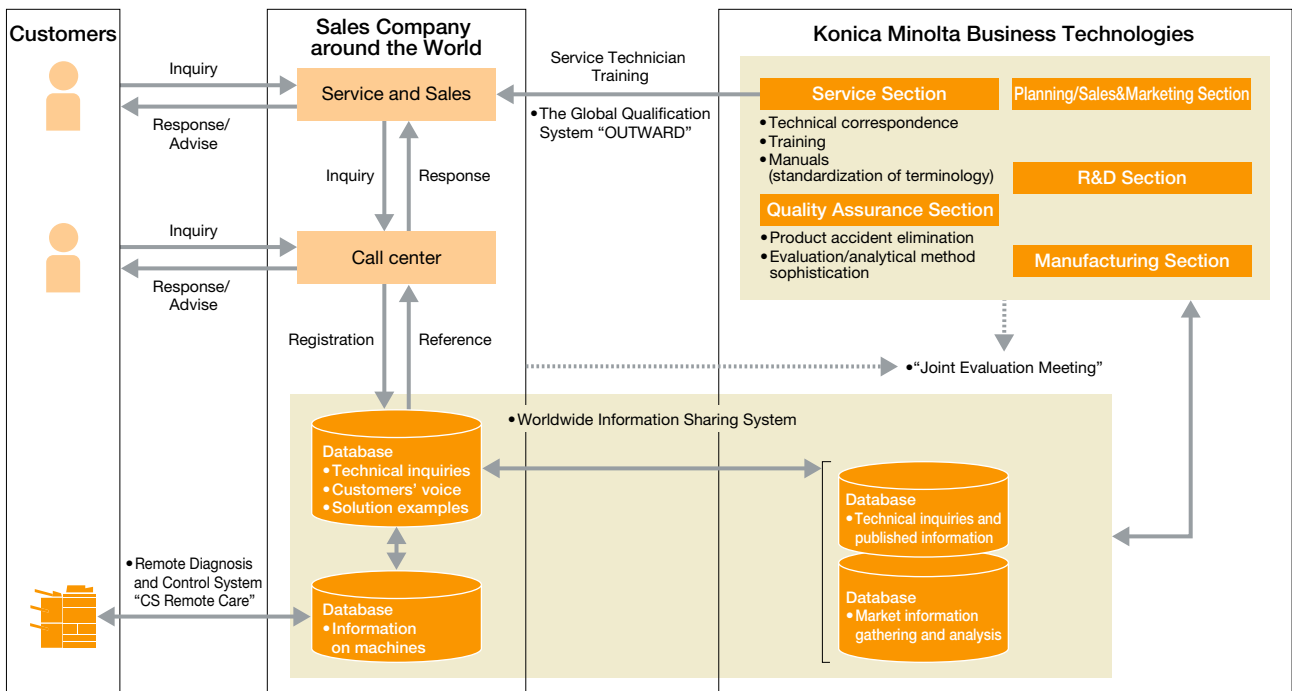 Customers
Sales Company
around the World
Konica Minolta Business Technologies
Inquiry
Response/
Advise
Service and Sales
Service Technician
Training
•The Global Qualification
System “OUTWARD”
Service Section
•Technical correspondence
•Training
•Manuals
(standardization of terminology)
Planning/Sales&Marketing Section
R&D Section
Quality Assurance Section
•Product accident elimination
•Evaluation/analytical method
sophistication
Manufacturing Section
Inquiry
Response
Inquiry
Response/
Advise
Call center
Registration
Reference
•“Joint Evaluation Meeting”
•Worldwide Information Sharing System
Database
•Technical inquiries
•Customers’ voice
•Solution examples
Database
•Technical inquiries and
published information
•Remote Diagnosis
and Control System
“CS Remote Care”
Database
•Information
on machines
Database
•Market information
gathering and analysis